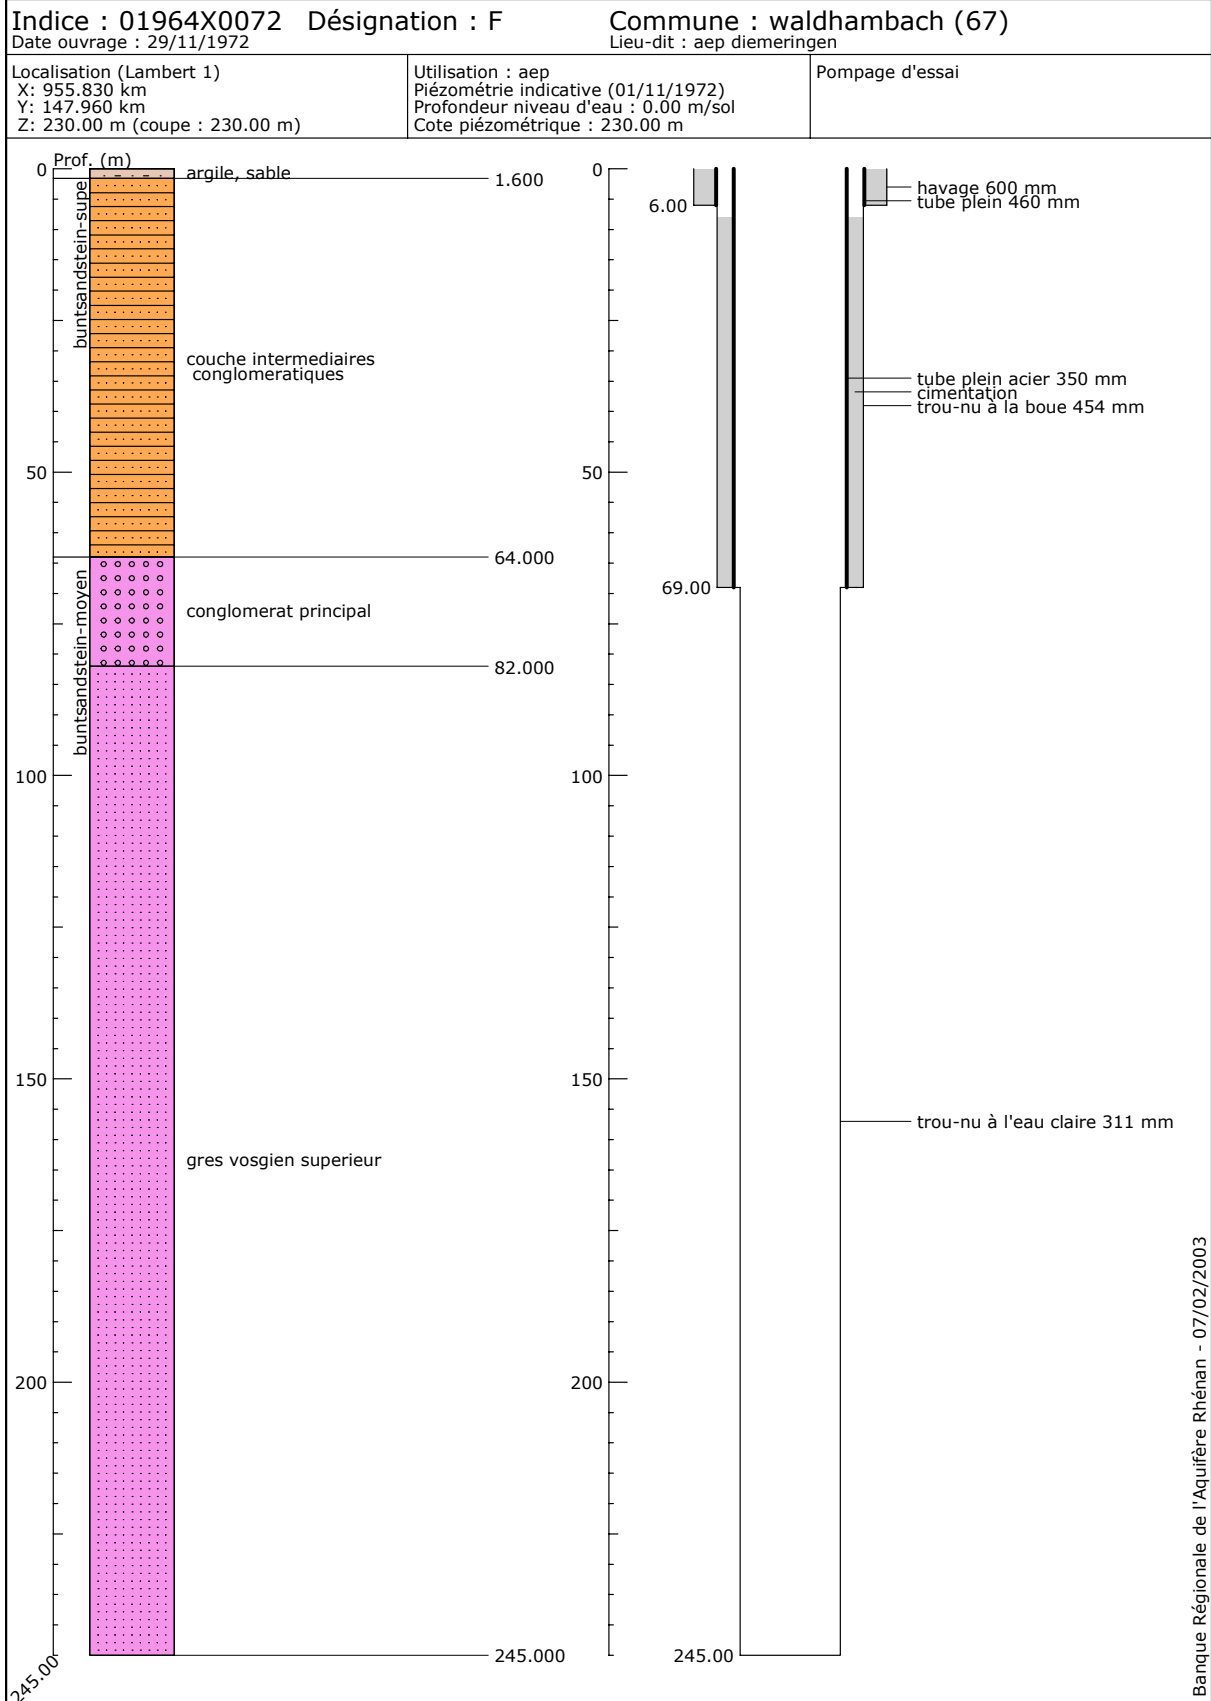 Indice : 01964X0072 Désignation : F Commune : waldhambach (67)
Date ouvrage : 29/11/1972 Lieu-dit : aep diemeringen
Localisation (Lambert 1)
X: 955.830 km
Y: 147.960 km
Z: 230.00 m (coupe : 230.00 m)
Utilisation : aep
Piézométrie indicative (01/11/1972)
Profondeur niveau d'eau : 0.00 m/sol
Cote piézométrique : 230.00 m
Pompage d'essai
Prof. (m)
0
50
100
150
200
245.00
buntsandstein-supe
buntsandstein-moyen
argile, sable
1.600
couche intermediaires
conglomeratiques
64.000
conglomerat principal
82.000
gres vosgien superieur
245.000
0
50
100
150
200
6.00
69.00
245.00
havage 600 mm
tube plein 460 mm
tube plein acier 350 mm
cimentation
trou-nu à la boue 454 mm
trou-nu à l'eau claire 311 mm
Banque Régionale de l'Aquifère Rhénan - 07/02/2003